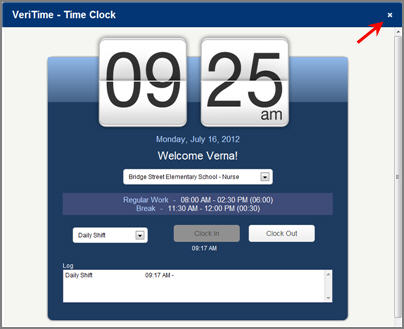 VeriTime - Time Clock
09 25
am
Monday, July 16, 2012
Welcome Verna!
Bridge Street Elementary School - Nurse
Regular Work - 08:00 AM - 02:30 PM (06:00)
Break - 11:30 AM - 12:00 PM (00:30)
Daily Shift Clock In Clock Out
09:17 AM
Log
Daily Shift 09:17 AM -